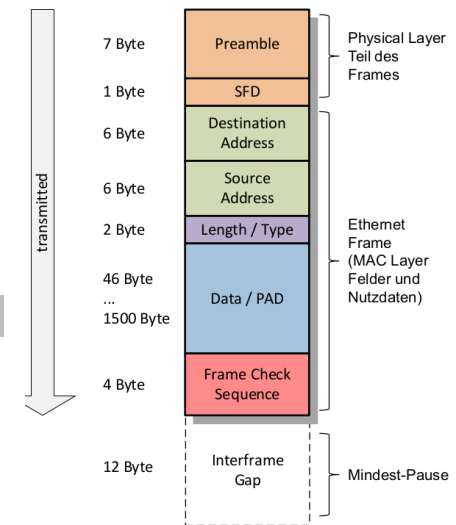 7 Byte
Preamble
Physical Layer
Teil des
Frames
1 Byte
SFD
6 Byte
Destination
Address
6 Byte
Source
Address
2 Byte
Length / Type
Ethernet
Frame
(MAC Layer
Felder und
Nutzdaten)
transmitted
46 Byte
...
1500 Byte
Data / PAD
4 Byte
Frame Check
Sequence
12 Byte
Interframe
Gap
Mindest-Pause